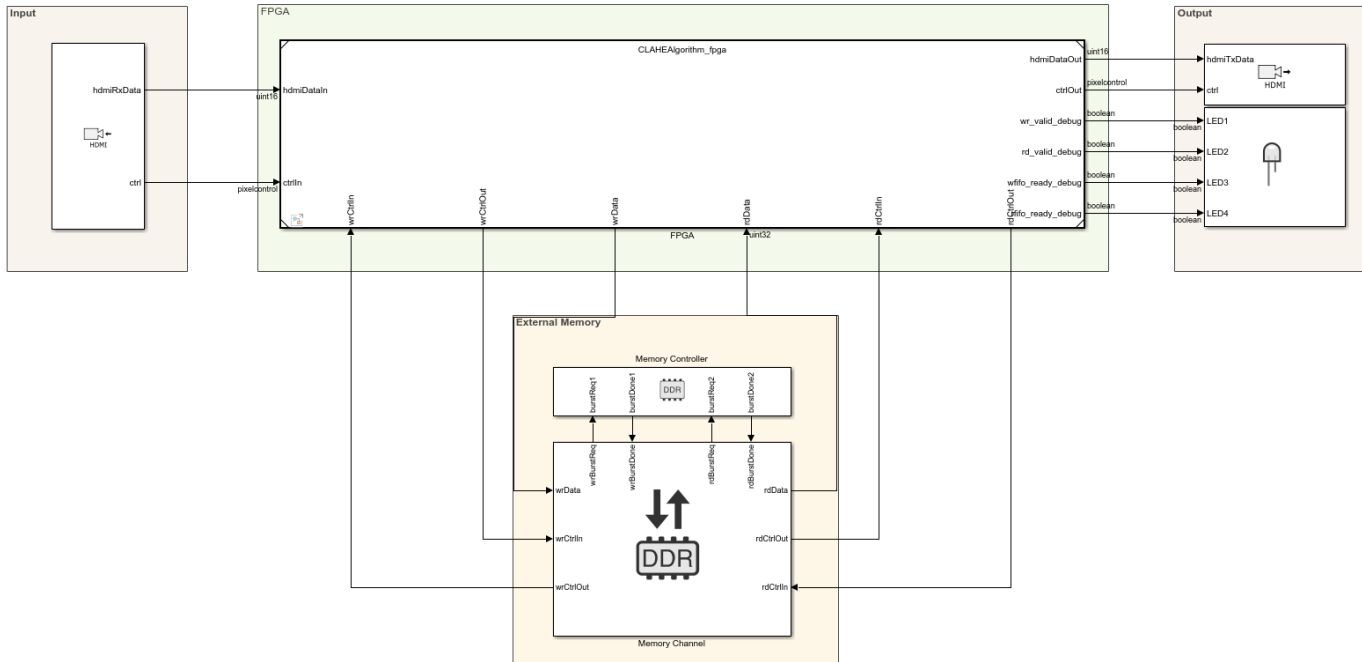 Input
FPGA
Output
CLAHEAlgorithm_fpga
hdmiRxData
HDMI
ctrl
uint16
pixelcontrol
hdmiDataIn
ctrlIn
hdmiDataOut
ctrlOut
wr_valid_debug
rd_valid_debug
wfifo_ready_debug
rfifo_ready_debug
uint16
pixelcontrol
boolean
boolean
boolean
boolean
boolean
boolean
boolean
boolean
hdmiTxData
ctrl
HDMI
LED1
LED2
LED3
LED4
wrCtrlIn
wrCtrlOut
wrData
rdData
rdCtrlIn
rdCtrlOut
FPGA
uint32
External Memory
Memory Controller
burstReq1
burstDone1
DDR
burstReq2
burstDone2
wrBurstReq
wrBurstDone
rdBurstReq
rdBurstDone
wrData
rdData
wrCtrlIn
rdCtrlOut
DDR
wrCtrlOut
rdCtrlIn
Memory Channel